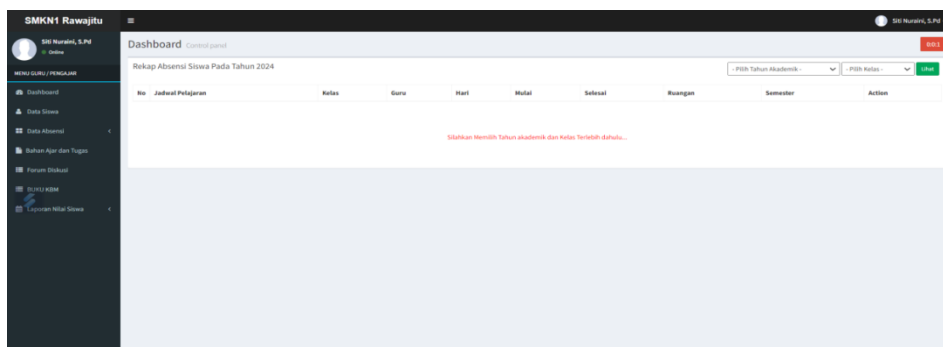 SMKN1 Rawajitu
Siti Nuraini, S.Pd
Siti Nuraini, S.Pd
Online
Dashboard Control panel
0:0:1
MENU GURU / PENGAJAR
Rekap Absensi Siswa Pada Tahun 2024
- Pilih Tahun Akademik -
- Pilih Kelas -
Lihat
Dashboard
Data Siswa
Data Absensi
Bahan Ajar dan Tugas
Forum Diskusi
BUKU KBM
Laporan Nilai Siswa
No Jadwal Pelajaran Kelas Guru Hari Mulai Selesai Ruangan Semester Action
Silahkan Memilih Tahun akademik dan Kelas Terlebih dahulu...